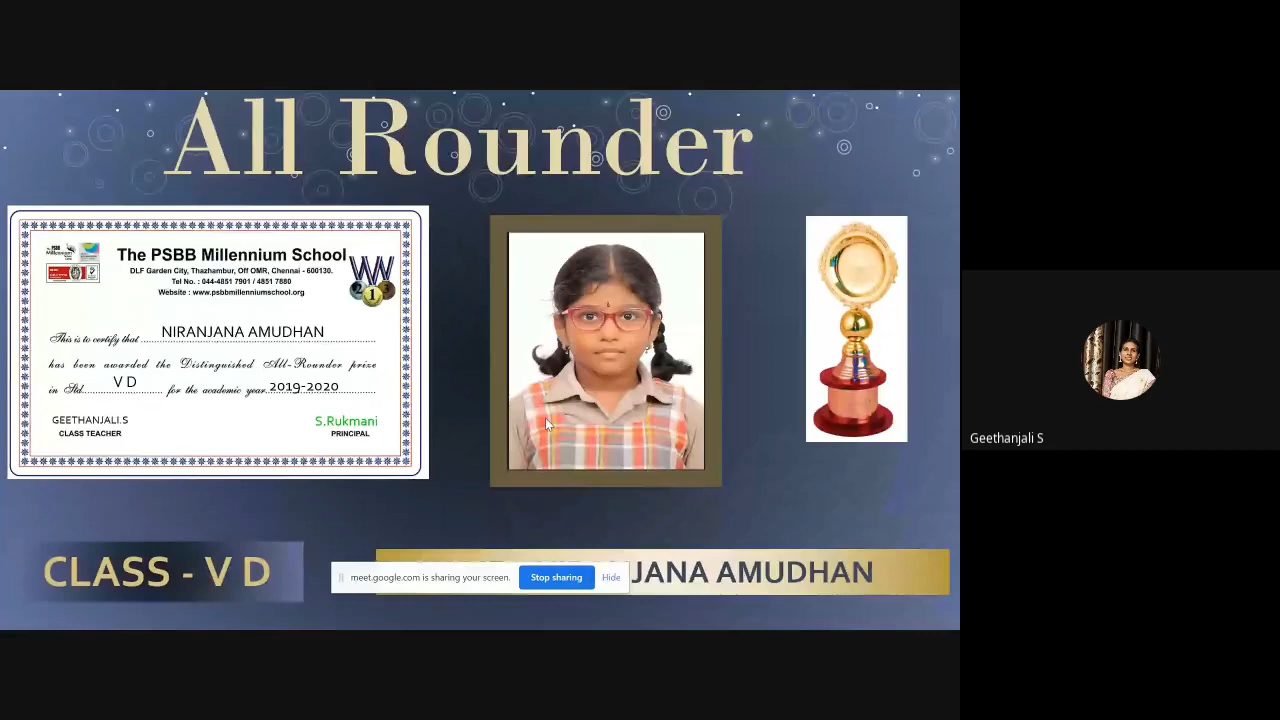 All Rounder
The PSBB Millennium School
DLF Garden City, Thazhambur, Off OMR, Chennai - 600130.
Tel No. : 044-4851 7901 / 4851 7880
Website : www.psbbmillenniumschool.org
2 1 3
This is to certify that NIRANJANA AMUDHAN
has been awarded the Distinguished All-Rounder prize
in Std. V D for the academic year 2019-2020
GEETHANJALI.S S.Rukmani
CLASS TEACHER PRINCIPAL
CLASS - V D
JANA AMUDHAN
meet.google.com is sharing your screen. Stop sharing Hide
Geethanjali S